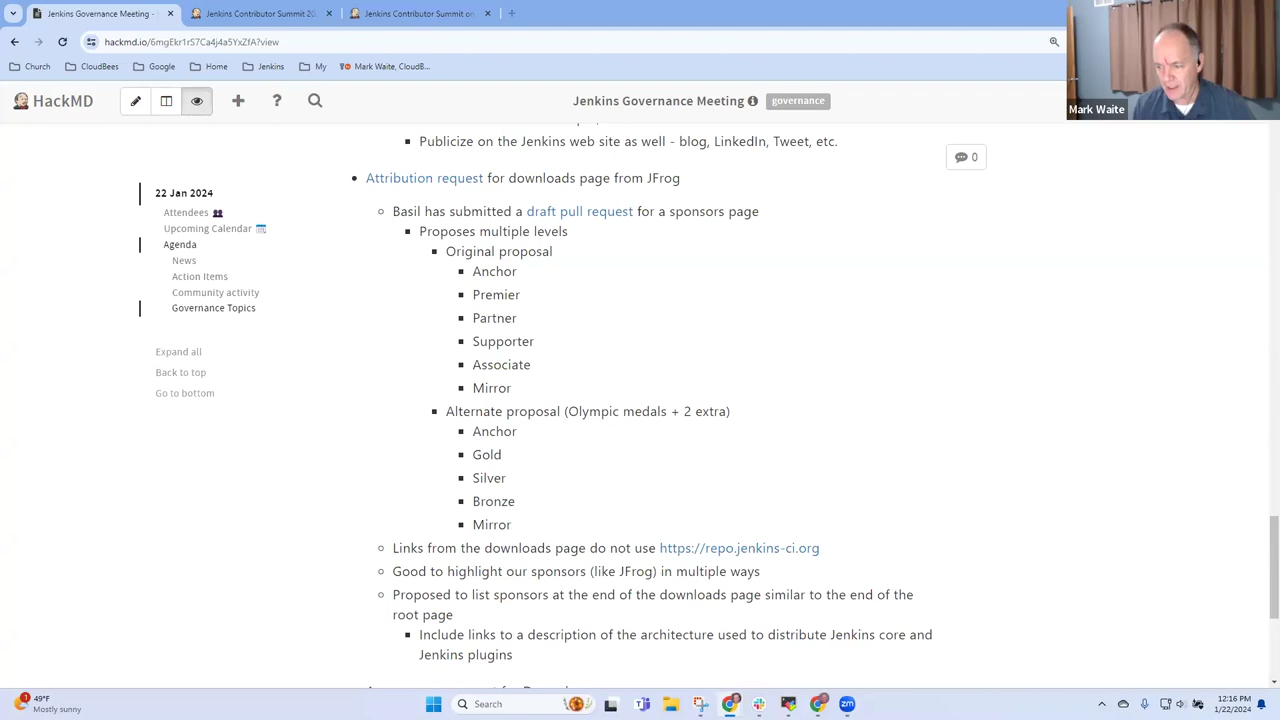 Jenkins Governance Meeting -
Jenkins Contributor Summit 20
Jenkins Contributor Summit on
hackmd.io/6mgEkr1rS7Ca4j4a5YxZfA?view
Church
CloudBees
Google
Home
Jenkins
My
Mark Waite, CloudB...
Mark Waite
HackMD
Jenkins Governance Meeting
governance
Publicize on the Jenkins web site as well - blog, LinkedIn, Tweet, etc.
0
Attribution request for downloads page from JFrog
22 Jan 2024
Attendees
Upcoming Calendar
Agenda
News
Action Items
Community activity
Governance Topics
Expand all
Back to top
Go to bottom
Basil has submitted a draft pull request for a sponsors page
Proposes multiple levels
Original proposal
Anchor
Premier
Partner
Supporter
Associate
Mirror
Alternate proposal (Olympic medals + 2 extra)
Anchor
Gold
Silver
Bronze
Mirror
Links from the downloads page do not use https://repo.jenkins-ci.org
Good to highlight our sponsors (like JFrog) in multiple ways
Proposed to list sponsors at the end of the downloads page similar to the end of the
root page
Include links to a description of the architecture used to distribute Jenkins core and
Jenkins plugins
1
49°F
Mostly sunny
Search
12:16 PM
1/22/2024